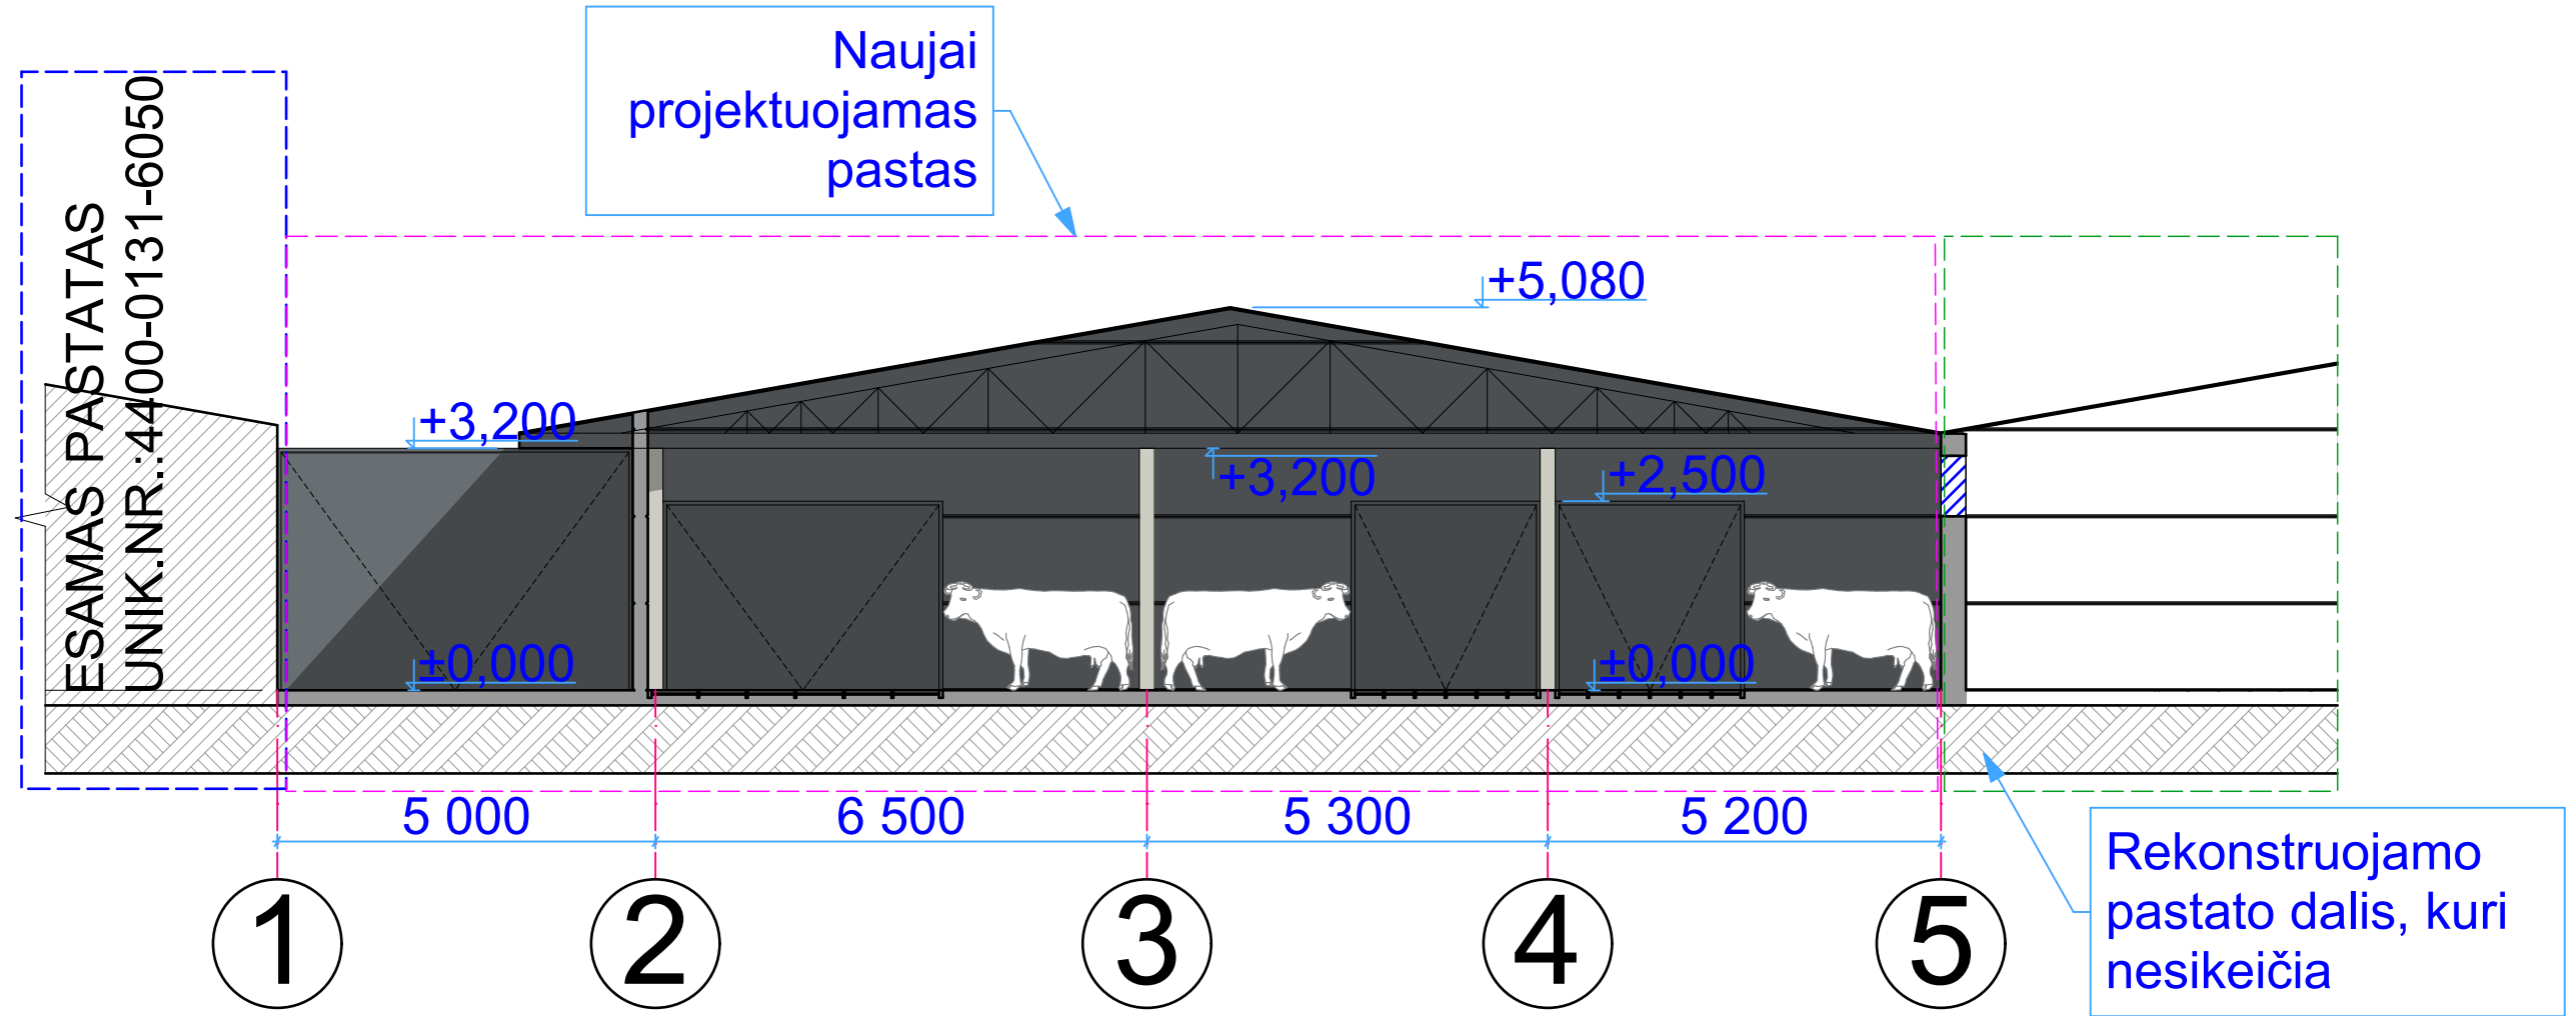 Naujai
projektuojamas
pastas
ESAMAS PASTATAS
UNIK.NR.:4400-0131-6050
+5,080
+3,200
+3,200
+2,500
±0,000
±0,000
5 000
6 500
5 300
5 200
1
2
3
4
5
Rekonstruojamo
pastato dalis, kuri
nesikeičia